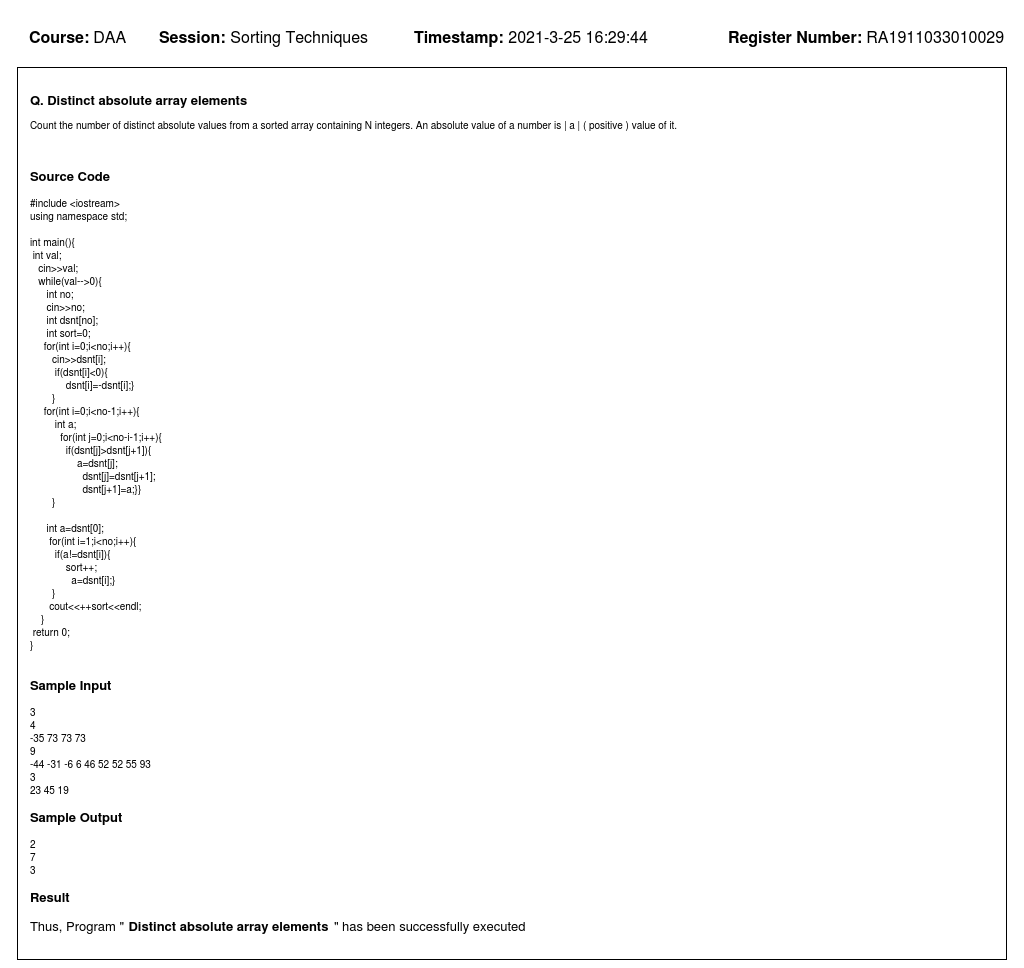 Course: DAA Session: Sorting Techniques Timestamp: 2021-3-25 16:29:44 Register Number: RA1911033010029
Q. Distinct absolute array elements
Count the number of distinct absolute values from a sorted array containing N integers. An absolute value of a number is | a | ( positive ) value of it.
Source Code
#include <iostream>
using namespace std;
int main(){
int val;
cin>>val;
while(val-->0){
int no;
cin>>no;
int dsnt[no];
int sort=0;
for(int i=0;i<no;i++){
cin>>dsnt[i];
if(dsnt[i]<0){
dsnt[i]=-dsnt[i];}
}
for(int i=0;i<no-1;i++){
int a;
for(int j=0;i<no-i-1;i++){
if(dsnt[j]>dsnt[j+1]){
a=dsnt[j];
dsnt[j]=dsnt[j+1];
dsnt[j+1]=a;}}
}
int a=dsnt[0];
for(int i=1;i<no;i++){
if(a!=dsnt[i]){
sort++;
a=dsnt[i];}
}
cout<<++sort<<endl;
}
return 0;
}
Sample Input
3
4
-35 73 73 73
9
-44 -31 -6 6 46 52 52 55 93
3
23 45 19
Sample Output
2
7
3
Result
Thus, Program " Distinct absolute array elements " has been successfully executed